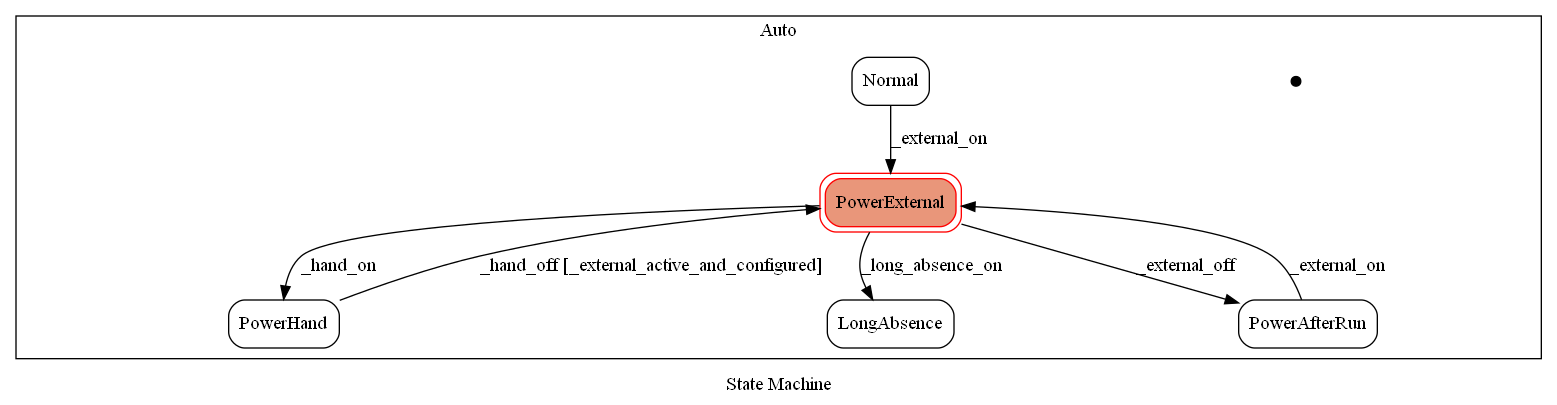 Auto
Normal
_external_on
PowerExternal
_hand_on
_hand_off [_external_active_and_configured]
_long_absence_on
_external_off
_external_on
PowerHand
LongAbsence
PowerAfterRun
State Machine